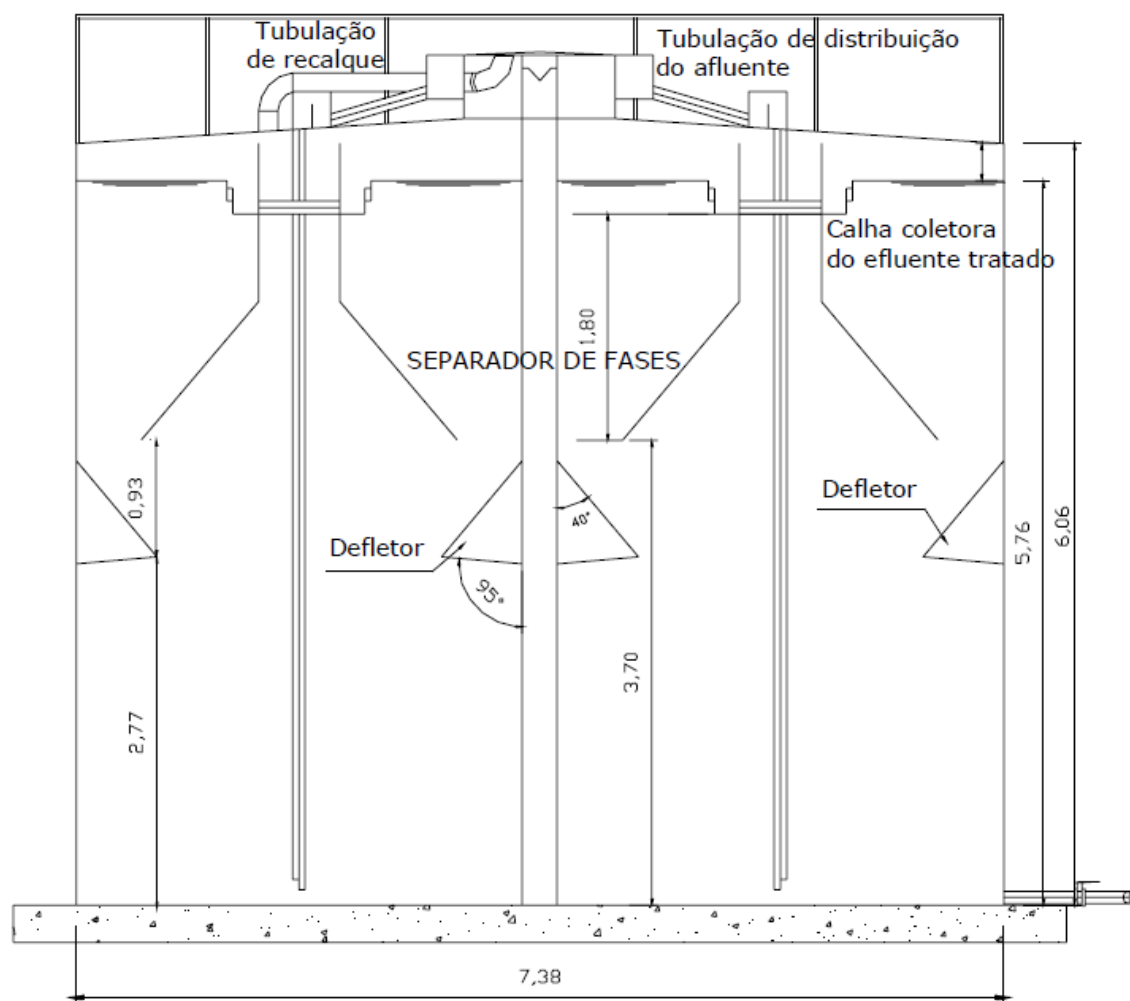 Tubulação
de recalque
Tubulação de distribuição
do afluente
Calha coletora
do efluente tratado
1,80
SEPARADOR DE FASES
0,93
Defletor
40°
Defletor
95°
5,76
6,06
3,70
2,77
7,38